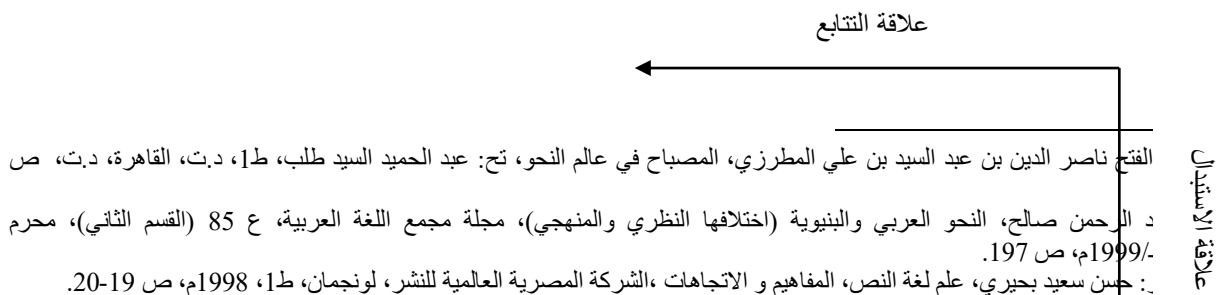 علاقة التتابع
علاقة الاستبدال
الفتح ناصر الدين بن عبد السيد بن علي المطرزي، المصباح في عالم النحو، تح: عبد الحميد السيد طلب، ط1، د.ت، القاهرة، د.ت، ص
د الرحمن صالح، النحو العربي والبنيوية (اختلافها النظري والمنهجي)، مجلة مجمع اللغة العربية، ع 85 (القسم الثاني)، محرم
/1999م، ص 197.
: حسن سعيد بحيري، علم لغة النص، المفاهيم و الاتجاهات ،الشركة المصرية العالمية للنشر، لونجمان، ط1، 1998م، ص 19-20.